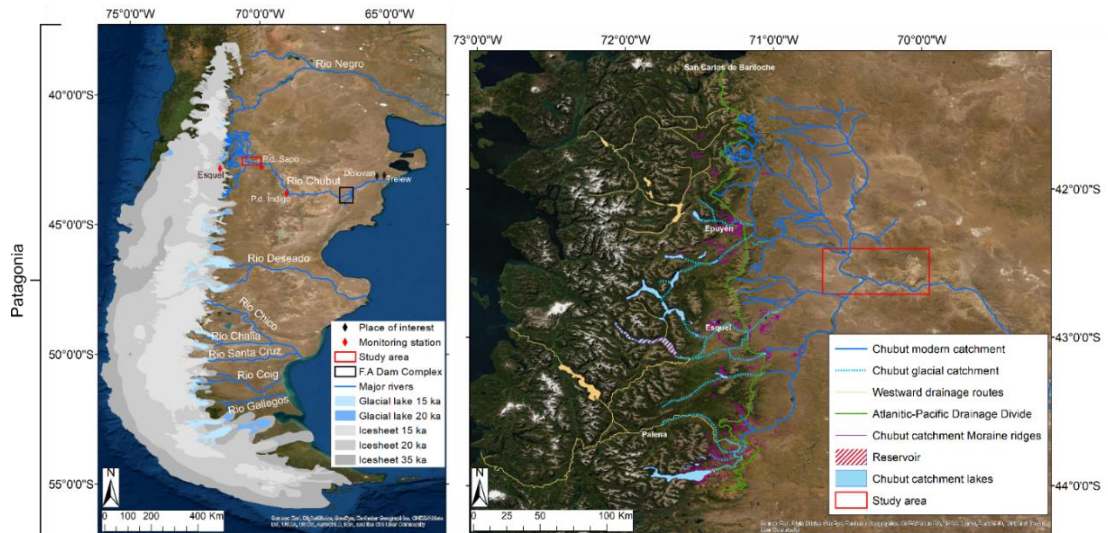 Patagonia
75°0'0"W
70°0'0"W
65°0'0"W
40°0'0"S
45°0'0"S
50°0'0"S
55°0'0"S
Rio Negro
P.d. Sapo
Esquel
Dolovan
Trelew
Rio Chubut
P.d. Indigo
Rio Deseado
Rio Chico
Rio Chalia
Rio Santa Cruz
Rio Coig
Rio Gallegos
Place of interest
Monitoring station
Study area
F.A Dam Complex
Major rivers
Glacial lake 15 ka
Glacial lake 20 ka
Icesheet 15 ka
Icesheet 20 ka
Icesheet 35 ka
N
0 100 200 400 Km
73°0'0"W
72°0'0"W
71°0'0"W
70°0'0"W
San Carlos de Bariloche
42°0'0"S
43°0'0"S
44°0'0"S
Epuyén
Esquel
Palena
Chubut modern catchment
Chubut glacial catchment
Westward drainage routes
Atlantic-Pacific Drainage Divide
Chubut catchment Moraine ridges
Reservoir
Chubut catchment lakes
Study area
N
0 25 50 100 Km